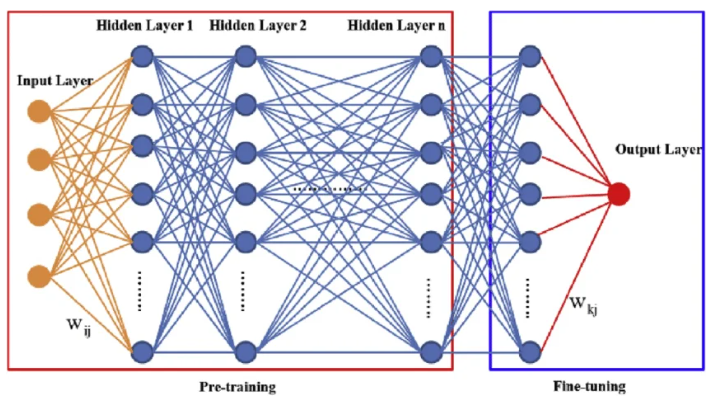 Hidden Layer 1
Hidden Layer 2
Hidden Layer n
Input Layer
Output Layer
Wij
Wkj
Pre-training
Fine-tuning